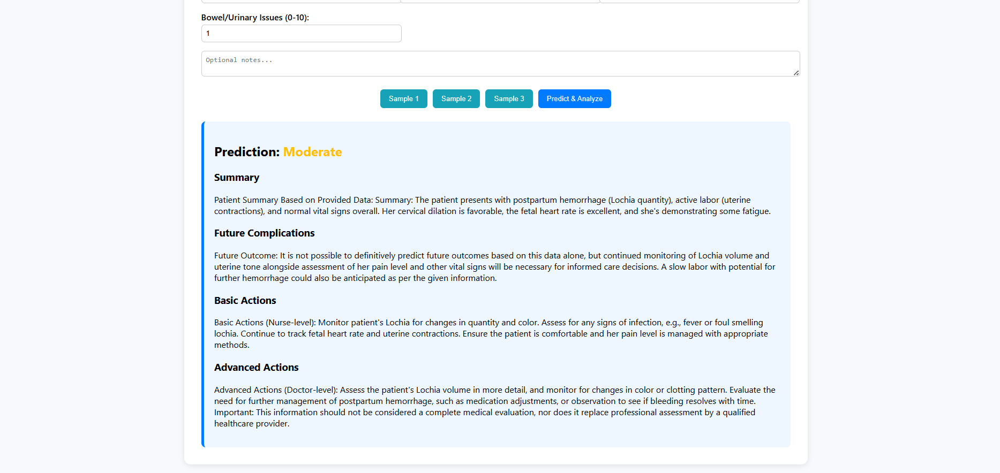 Bowel/Urinary Issues (0-10):
1
Optional notes...
Sample 1 Sample 2 Sample 3 Predict & Analyze
Prediction: Moderate
Summary
Patient Summary Based on Provided Data: Summary: The patient presents with postpartum hemorrhage (Lochia quantity), active labor (uterine
contractions), and normal vital signs overall. Her cervical dilation is favorable, the fetal heart rate is excellent, and she's demonstrating some fatigue.
Future Complications
Future Outcome: It is not possible to definitively predict future outcomes based on this data alone, but continued monitoring of Lochia volume and
uterine tone alongside assessment of her pain level and other vital signs will be necessary for informed care decisions. A slow labor with potential for
further hemorrhage could also be anticipated as per the given information.
Basic Actions
Basic Actions (Nurse-level): Monitor patient's Lochia for changes in quantity and color. Assess for any signs of infection, e.g., fever or foul smelling
lochia. Continue to track fetal heart rate and uterine contractions. Ensure the patient is comfortable and her pain level is managed with appropriate
methods.
Advanced Actions
Advanced Actions (Doctor-level): Assess the patient's Lochia volume in more detail, and monitor for changes in color or clotting pattern. Evaluate the
need for further management of postpartum hemorrhage, such as medication adjustments, or observation to see if bleeding resolves with time.
Important: This information should not be considered a complete medical evaluation, nor does it replace professional assessment by a qualified
healthcare provider.